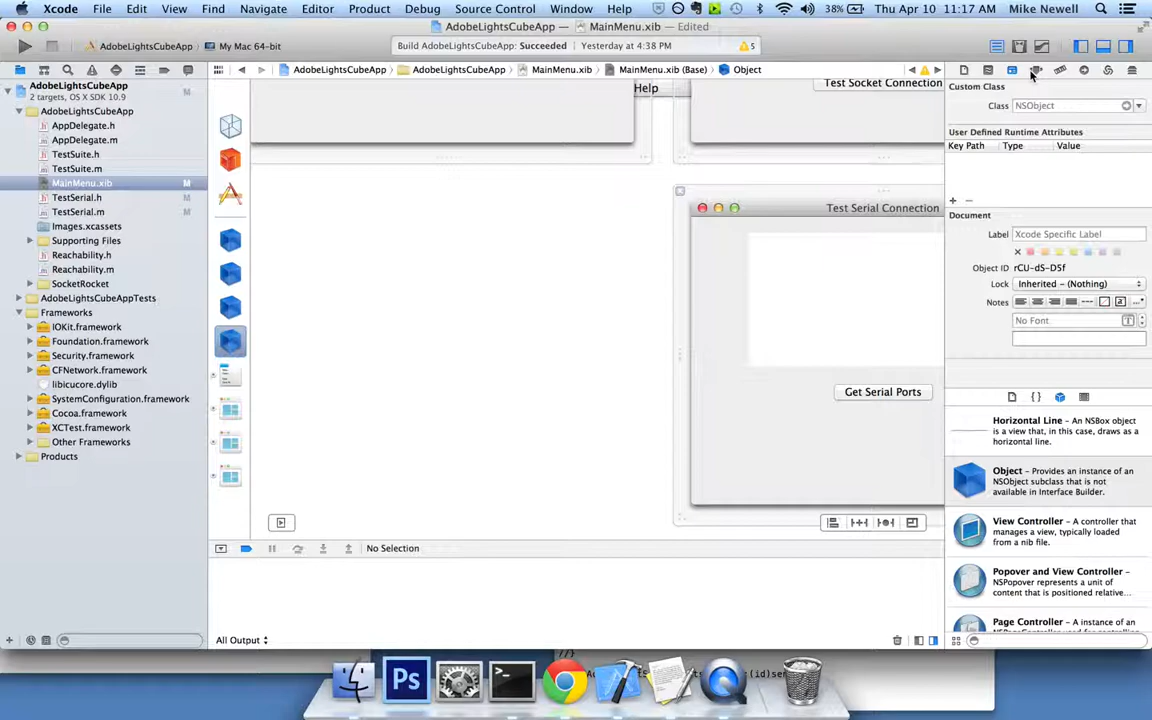 Xcode File Edit View Find Navigate Editor Product Debug Source Control Window Help 38% Thu Apr 10 11:17 AM Mike Newell
AdobeLightsCubeApp — MainMenu.xib — Edited
AdobeLightsCubeApp My Mac 64-bit Build AdobeLightsCubeApp: Succeeded Yesterday at 4:38 PM 5
AdobeLightsCubeApp AdobeLightsCubeApp MainMenu.xib MainMenu.xib (Base) Object
AdobeLightsCubeApp M
2 targets, OS X SDK 10.9
AdobeLightsCubeApp
AppDelegate.h
AppDelegate.m
TestSuite.h
TestSuite.m
MainMenu.xib M
TestSerial.h M
TestSerial.m M
Images.xcassets
Supporting Files
Reachability.h
Reachability.m
SocketRocket
AdobeLightsCubeAppTests
Frameworks
IOKit.framework
Foundation.framework
Security.framework
CFNetwork.framework
libicucore.dylib
SystemConfiguration.framework
Cocoa.framework
XCTest.framework
Other Frameworks
Products
Help
Test Socket Connection
Test Serial Connection
Get Serial Ports
No Selection
All Output
Custom Class
Class NSObject
User Defined Runtime Attributes
Key Path Type Value
Document
Label Xcode Specific Label
Object ID rCU-dS-D5f
Lock Inherited - (Nothing)
Notes
No Font
Horizontal Line - An NSBox object
is a view that, in this case, draws as a
horizontal line.
Object - Provides an instance of an
NSObject subclass that is not
available in Interface Builder.
View Controller - A controller that
manages a view, typically loaded
from a nib file.
Popover and View Controller -
NSPopover represents a unit of
content that is positioned relative...
Page Controller - A instance of an
//}
(id)se
Ps